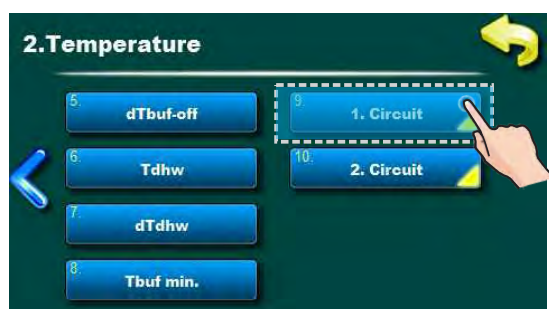 2.Temperature
5.
dTbuf-off
6.
Tdhw
7.
dTdhw
8.
Tbuf min.
9.
1. Circuit
10.
2. Circuit